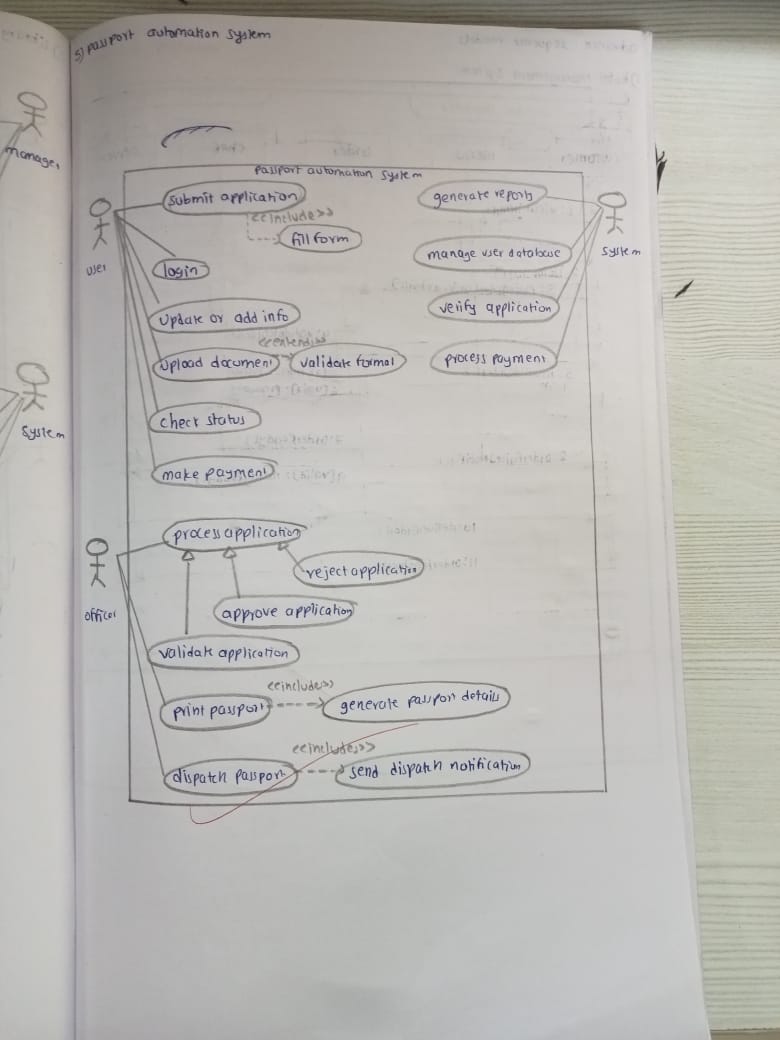 5) Passport automation system
manager
System
Passport automation system
submit application
<<include>>
fill form
login
Update or add info
<<extends>>
Upload document
validate format
check status
make payment
user
generate reports
manage user database
verify application
process payment
system
process application
reject application
approve application
validate application
officer
<<include>>
print passport
generate passport details
<<include>>
dispatch passport
send dispatch notification